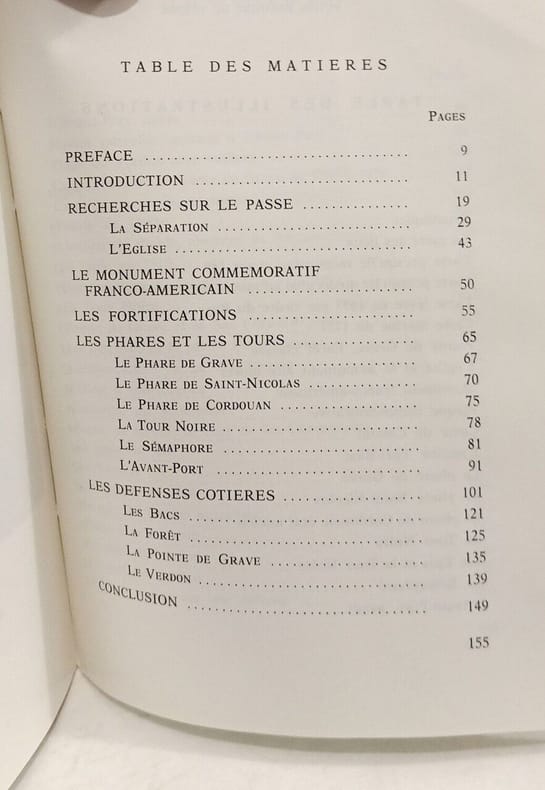 TABLE DES MATIERES
PAGES
PREFACE ..................................... 9
INTRODUCTION .............................. 11
RECHERCHES SUR LE PASSE ............... 19
LA SÉPARATION ........................... 29
L'EGLISE ................................. 43
LE MONUMENT COMMEMORATIF
FRANCO-AMERICAIN ....................... 50
LES FORTIFICATIONS ........................ 55
LES PHARES ET LES TOURS ................. 65
LE PHARE DE GRAVE ....................... 67
LE PHARE DE SAINT-NICOLAS ............... 70
LE PHARE DE CORDOUAN ................... 75
LA TOUR NOIRE ........................... 78
LE SÉMAPHORE ............................ 81
L'AVANT-PORT ............................ 91
LES DEFENSES COTIERES .................... 101
LES BACS ................................. 121
LA FORÊT ................................. 125
LA POINTE DE GRAVE ...................... 135
LE VERDON ................................ 139
CONCLUSION .................................. 149
155